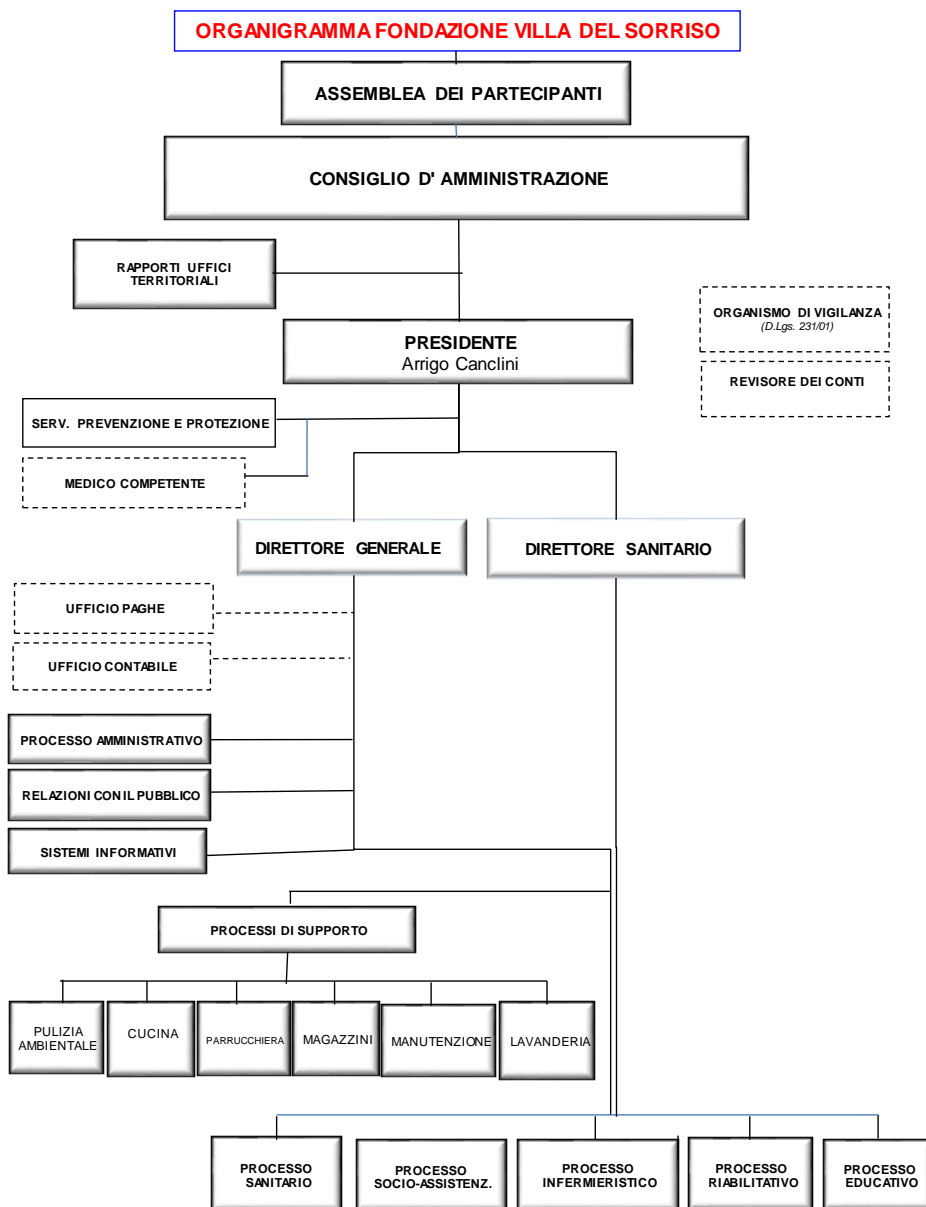 ORGANIGRAMMA FONDAZIONE VILLA DEL SORRISO
ASSEMBLEA DEI PARTECIPANTI
CONSIGLIO D' AMMINISTRAZIONE
RAPPORTI UFFICI
TERRITORIALI
ORGANISMO DI VIGILANZA
(D.Lgs. 231/01)
PRESIDENTE
Arrigo Canclini
REVISORE DEI CONTI
SERV. PREVENZIONE E PROTEZIONE
MEDICO COMPETENTE
DIRETTORE GENERALE
DIRETTORE SANITARIO
UFFICIO PAGHE
UFFICIO CONTABILE
PROCESSO AMMINISTRATIVO
RELAZIONI CON IL PUBBLICO
SISTEMI INFORMATIVI
PROCESSI DI SUPPORTO
PULIZIA
AMBIENTALE
CUCINA
PARRUCCHIERA
MAGAZZINI
MANUTENZIONE
LAVANDERIA
PROCESSO
SANITARIO
PROCESSO
SOCIO-ASSISTENZ.
PROCESSO
INFERMIERISTICO
PROCESSO
RIABILITATIVO
PROCESSO
EDUCATIVO